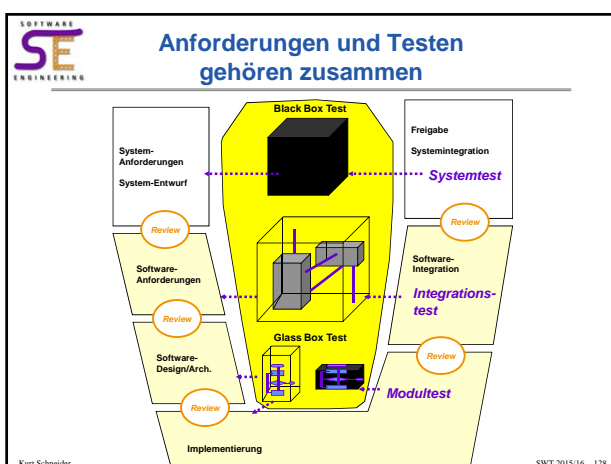 SOFTWARE
SE
ENGINEERING
Anforderungen und Testen
gehören zusammen
Black Box Test
System-
Anforderungen
System-Entwurf
Freigabe
Systemintegration
Systemtest
Review
Review
Software-
Anforderungen
Software-
Integration
Integrations-
test
Review
Glass Box Test
Review
Software-
Design/Arch.
Modultest
Review
Implementierung
Kurt Schneider
SWT 2015/16 128